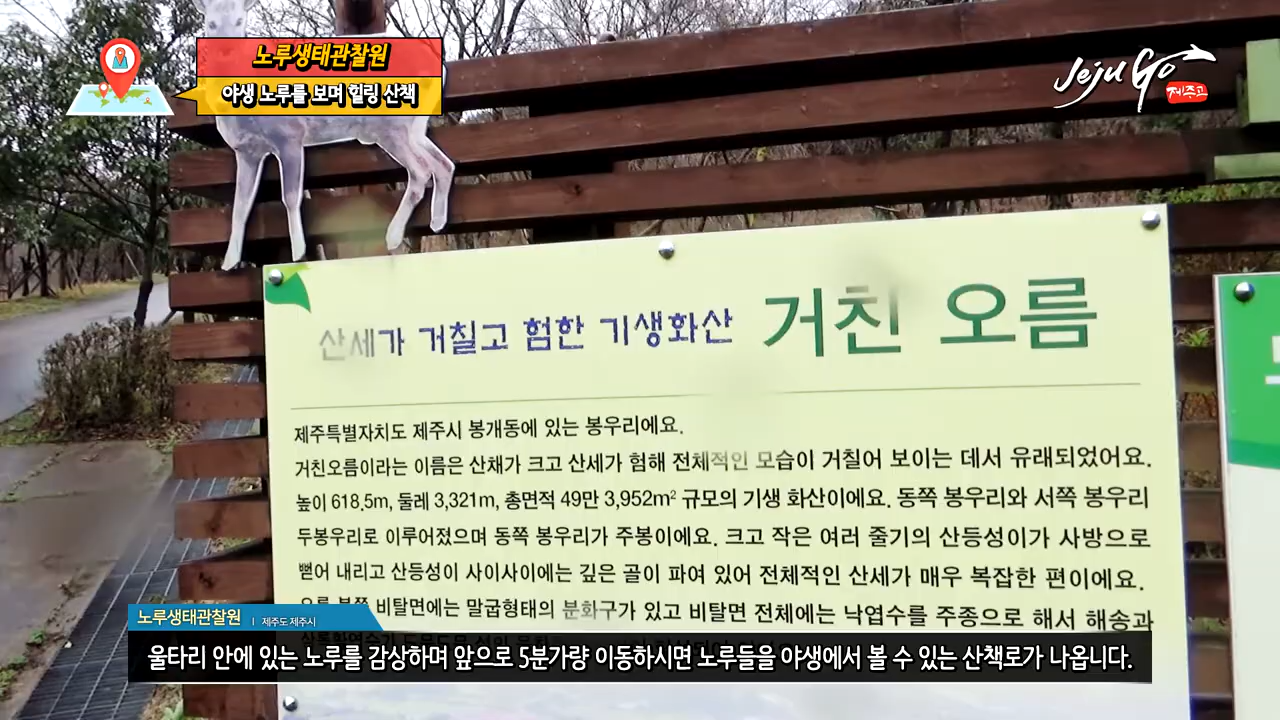 노루생태관찰원
야생 노루를 보며 힐링 산책
Jeju Go
제주고
산세가 거칠고 험한 기생화산 거친 오름
제주특별자치도 제주시 봉개동에 있는 봉우리에요.
거친오름이라는 이름은 산채가 크고 산세가 험해 전체적인 모습이 거칠어 보이는 데서 유래되었어요.
높이 618.5m, 둘레 3,321m, 총면적 49만 3,952m² 규모의 기생 화산이에요. 동쪽 봉우리와 서쪽 봉우리
두봉우리로 이루어졌으며 동쪽 봉우리가 주봉이에요. 크고 작은 여러 줄기의 산등성이가 사방으로
뻗어 내리고 산등성이 사이사이에는 깊은 골이 파여 있어 전체적인 산세가 매우 복잡한 편이에요.
비탈면에는 말굽형태의 분화구가 있고 비탈면 전체에는 낙엽수를 주종으로 해서 해송과
노루생태관찰원 | 제주도 제주시
울타리 안에 있는 노루를 감상하며 앞으로 5분가량 이동하시면 노루들을 야생에서 볼 수 있는 산책로가 나옵니다.